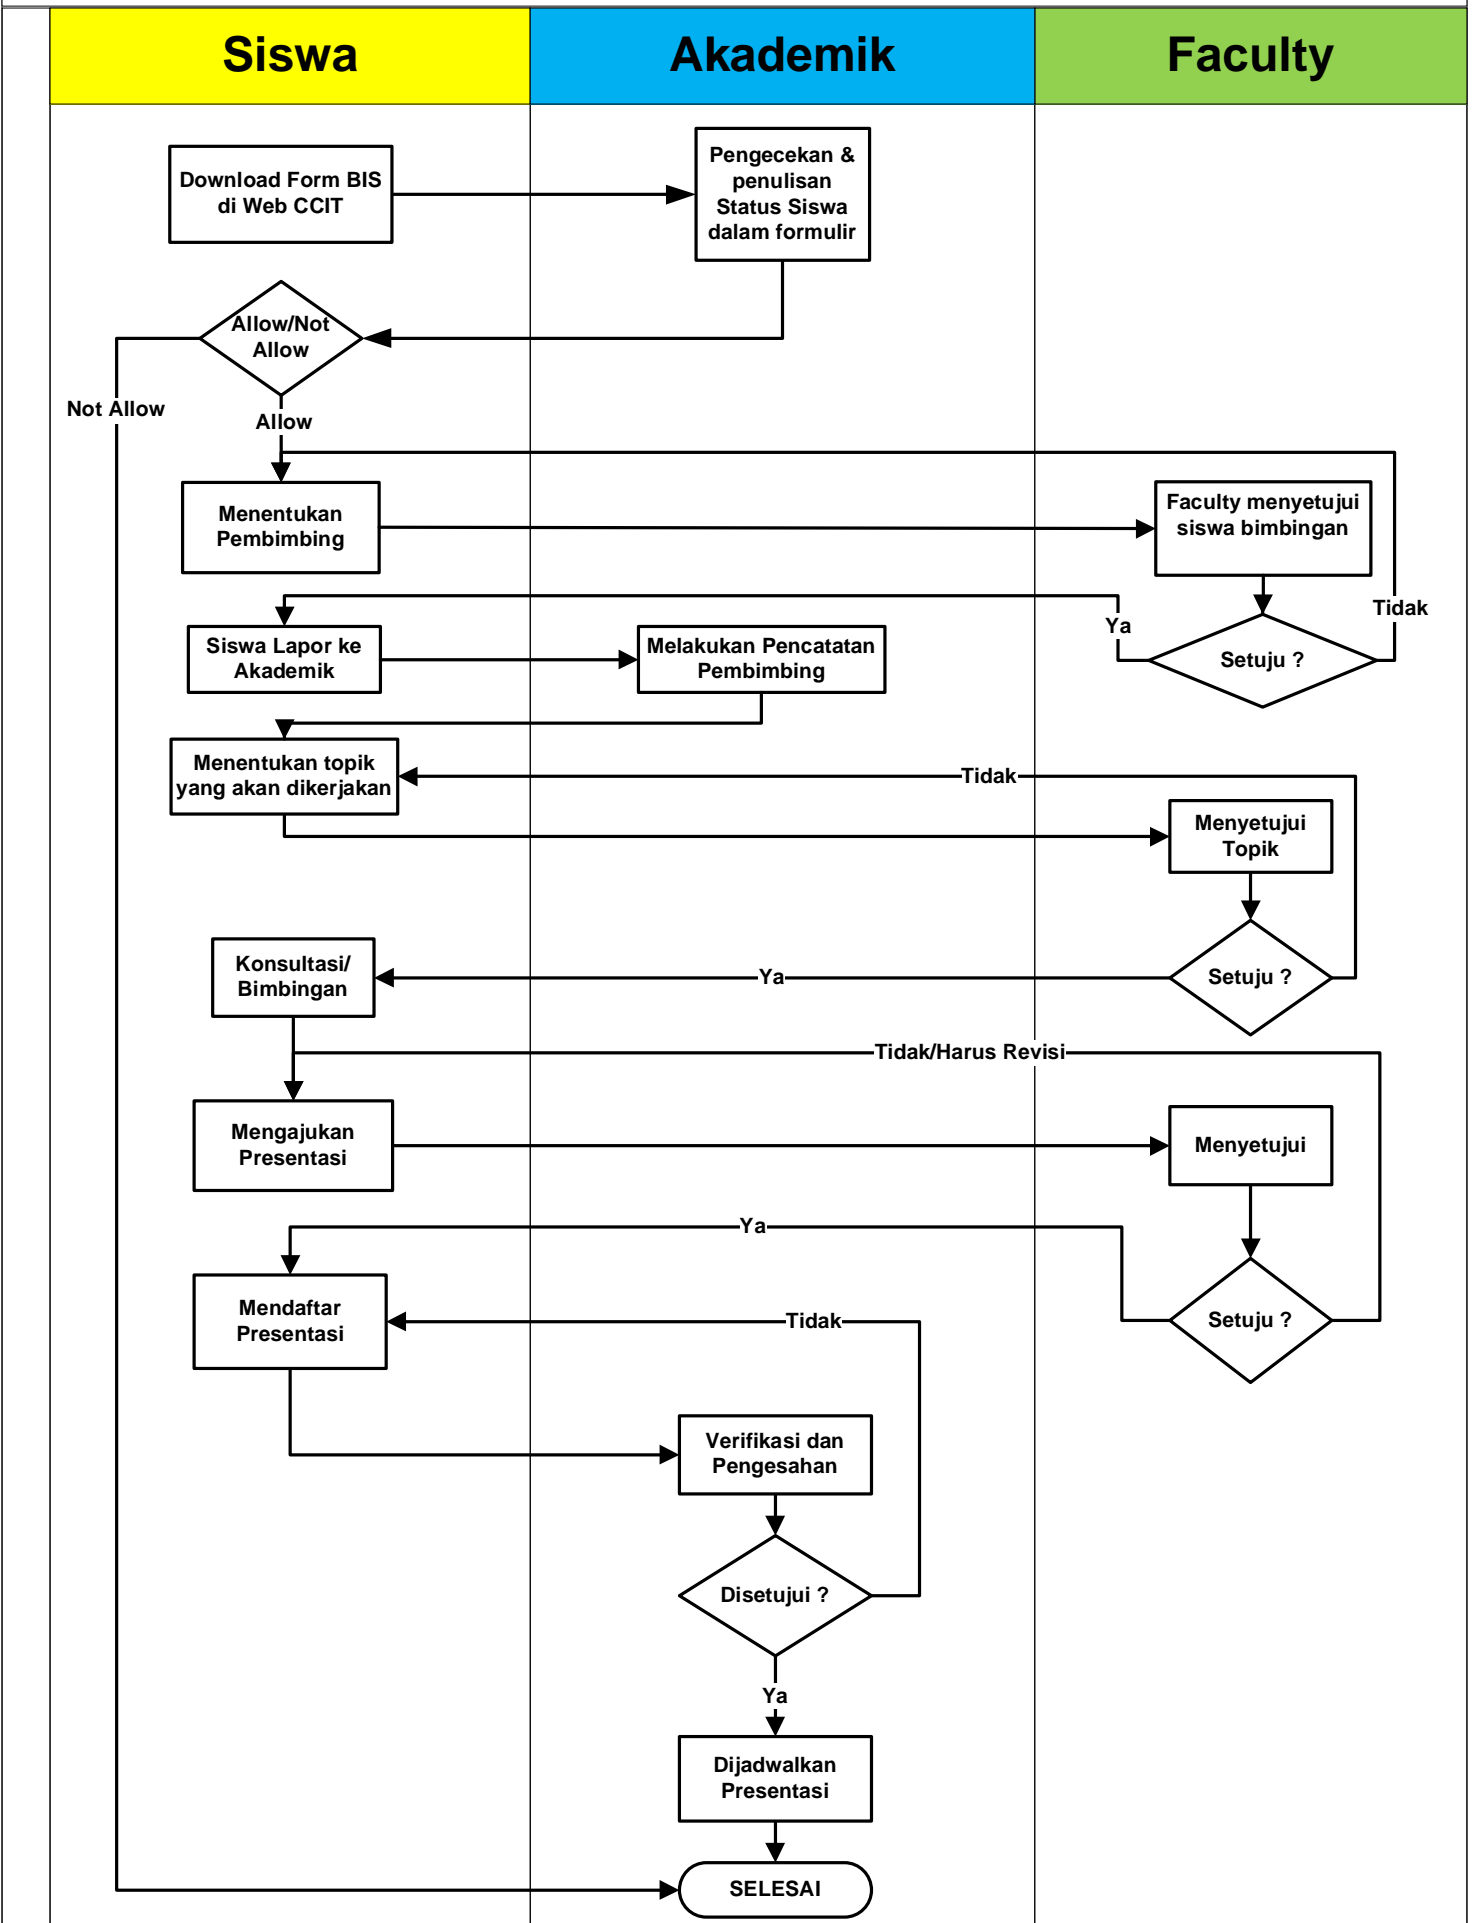 Siswa
Akademik
Faculty
Download Form BIS
di Web CCIT
Pengecekan &
penulisan
Status Siswa
dalam formulir
Allow/Not
Allow
Not Allow
Allow
Menentukan
Pembimbing
Faculty menyetujui
siswa bimbingan
Tidak
Ya
Setuju ?
Siswa Lapor ke
Akademik
Melakukan Pencatatan
Pembimbing
Menentukan topik
yang akan dikerjakan
Tidak
Menyetujui
Topik
Konsultasi/
Bimbingan
Ya
Setuju ?
Tidak/Harus Revisi
Mengajukan
Presentasi
Menyetujui
Ya
Mendaftar
Presentasi
Tidak
Setuju ?
Verifikasi dan
Pengesahan
Disetujui ?
Ya
Dijadwalkan
Presentasi
SELESAI